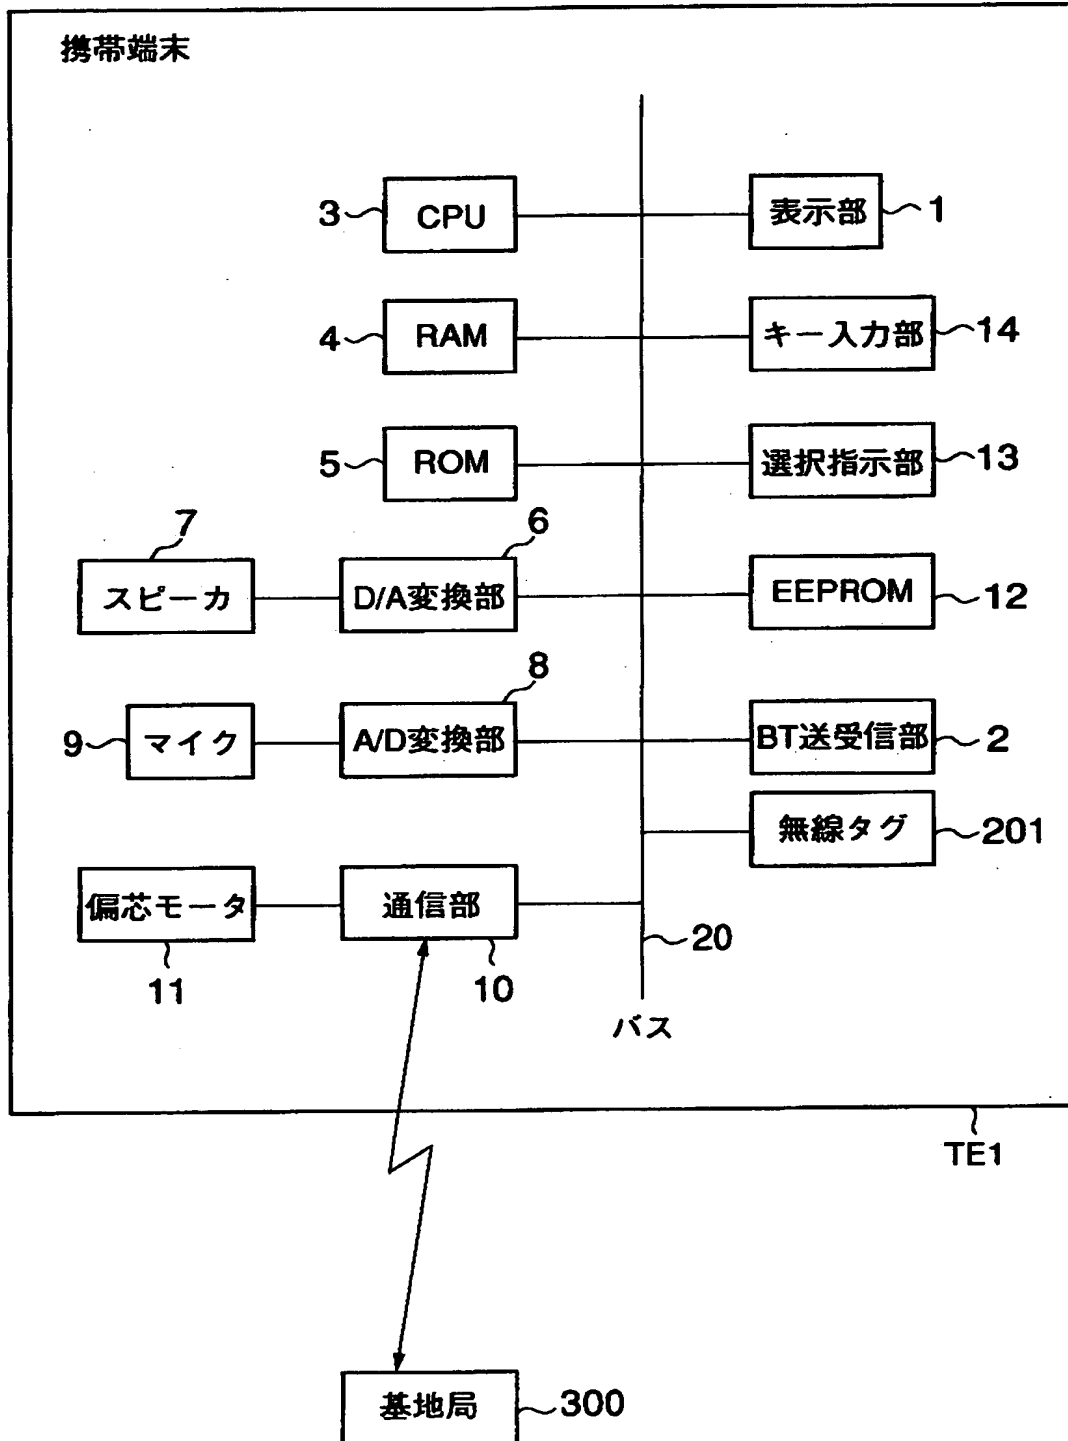 携帯端末
3 CPU 表示部 1
4 RAM キー入力部 14
5 ROM 選択指示部 13
7 6
スピーカ D/A変換部 EEPROM 12
8
9 マイク A/D変換部 BT送受信部 2
無線タグ 201
偏芯モータ 通信部
20
11 10
バス
TE1
基地局 300